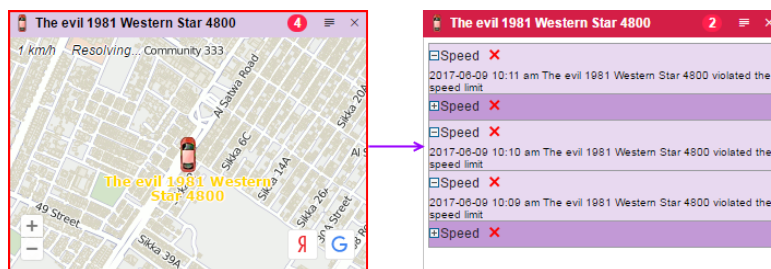 The evil 1981 Western Star 4800 4
1 km/h Resolving... Community 333
Al Satwa Road
Sikka 20A
Sikka 6C
Sikka 14A
The evil 1981 Western
Star 4800
49 Street
Sikka 26A
30A Street
Sikka 39A
+
−
Я G
The evil 1981 Western Star 4800 2
Speed
2017-06-09 10:11 am The evil 1981 Western Star 4800 violated the
speed limit
Speed
Speed
2017-06-09 10:10 am The evil 1981 Western Star 4800 violated the
speed limit
Speed
2017-06-09 10:09 am The evil 1981 Western Star 4800 violated the
speed limit
Speed